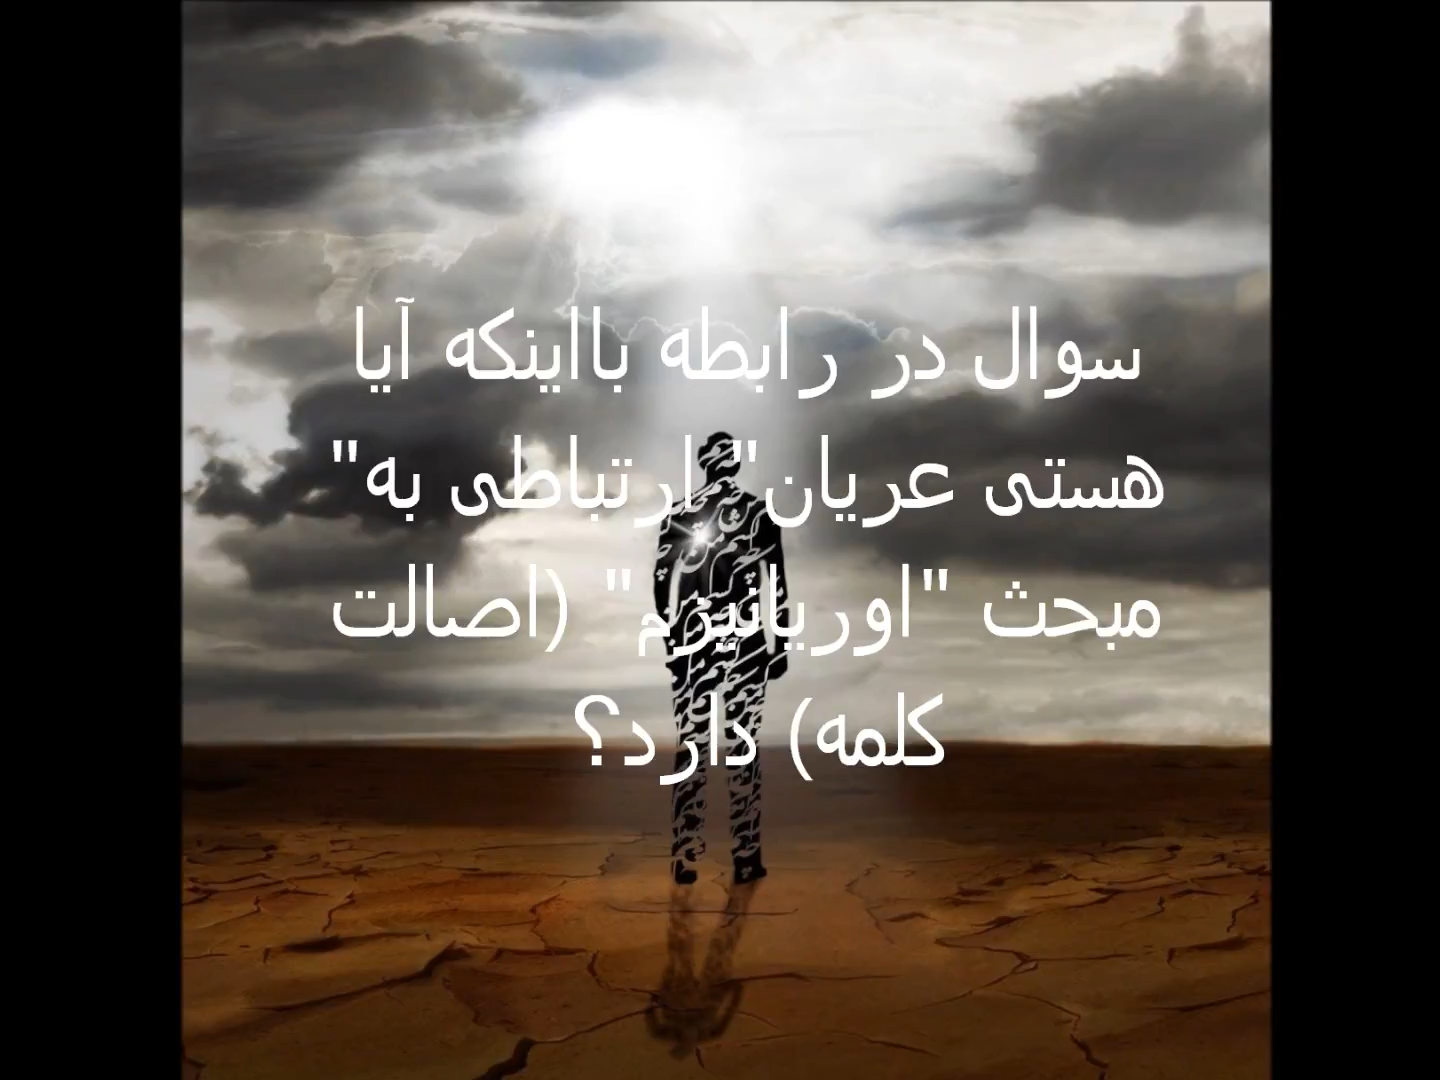 سوال در رابطه بااینکه آیا
"هستی عریان" ارتباطی به
مبحث "اوریانیزم" (اصالت
کلمه) دارد؟